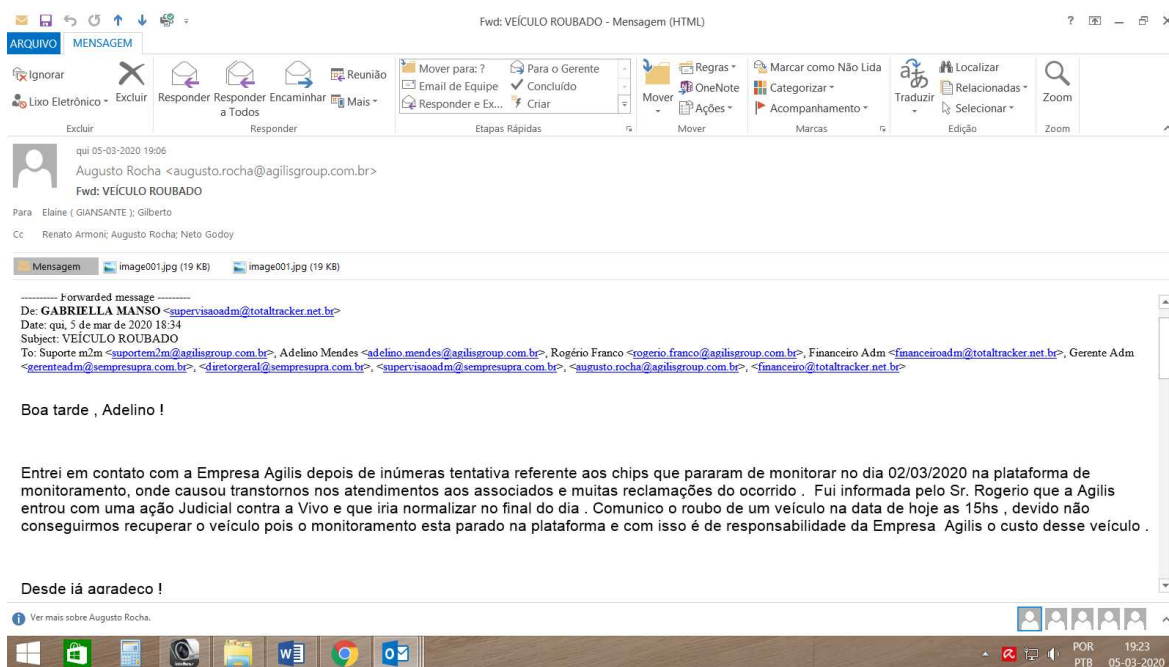 Fwd: VEÍCULO ROUBADO - Mensagem (HTML)
ARQUIVO MENSAGEM
Ignorar
Lixo Eletrônico
Excluir
Responder Responder a Todos Encaminhar
Reunião
Mais
Mover para: ? Para o Gerente
Email de Equipe Concluído
Responder e Ex... Criar
Mover
Regras
OneNote
Ações
Marcar como Não Lida
Categorizar
Acompanhamento
Traduzir
Localizar
Relacionadas
Selecionar
Zoom
Excluir Responder Etapas Rápidas Mover Marcas Edição Zoom
qui 05-03-2020 19:06
Augusto Rocha <augusto.rocha@agilisgroup.com.br>
Fwd: VEÍCULO ROUBADO
Para Elaine ( GIANSANTE ); Gilberto
Cc Renato Armoni; Augusto Rocha; Neto Godoy
Mensagem image001.jpg (19 KB) image001.jpg (19 KB)
---------- Forwarded message ---------
De: GABRIELLA MANSO <supervisaoadm@totaltracker.net.br>
Date: qui, 5 de mar de 2020 18:34
Subject: VEÍCULO ROUBADO
To: Suporte m2m <suportem2m@agilisgroup.com.br>, Adelino Mendes <adelino.mendes@agilisgroup.com.br>, Rogério Franco <rogerio.franco@agilisgroup.com.br>, Financeiro Adm <financeiroadm@totaltracker.net.br>, Gerente Adm
<gerenteadm@sempresupra.com.br>, <diretorgeral@sempresupra.com.br>, <supervisaoadm@sempresupra.com.br>, <augusto.rocha@agilisgroup.com.br>, <financeiro@totaltracker.net.br>
Boa tarde , Adelino !
Entrei em contato com a Empresa Agilis depois de inúmeras tentativa referente aos chips que pararam de monitorar no dia 02/03/2020 na plataforma de
monitoramento, onde causou transtornos nos atendimentos aos associados e muitas reclamações do ocorrido . Fui informada pelo Sr. Rogerio que a Agilis
entrou com uma ação Judicial contra a Vivo e que iria normalizar no final do dia . Comunico o roubo de um veículo na data de hoje as 15hs , devido não
conseguirmos recuperar o veículo pois o monitoramento esta parado na plataforma e com isso é de responsabilidade da Empresa Agilis o custo desse veículo .
Desde já agradeço !
Ver mais sobre Augusto Rocha.
POR 19:23
PTB 05-03-2020